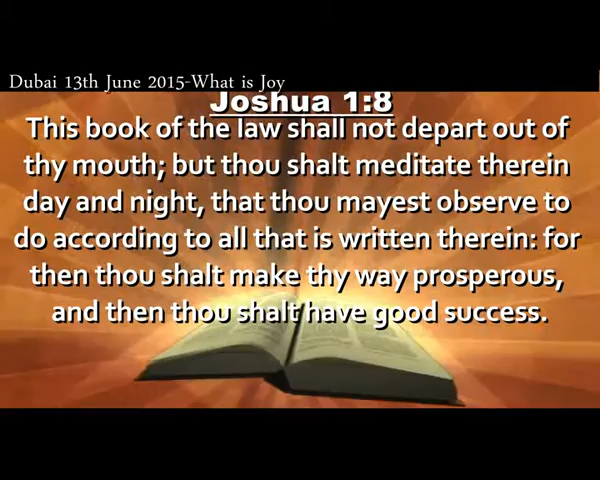 Dubai 13th June 2015-What is Joy
Joshua 1:8
This book of the law shall not depart out of
thy mouth; but thou shalt meditate therein
day and night, that thou mayest observe to
do according to all that is written therein: for
then thou shalt make thy way prosperous,
and then thou shalt have good success.